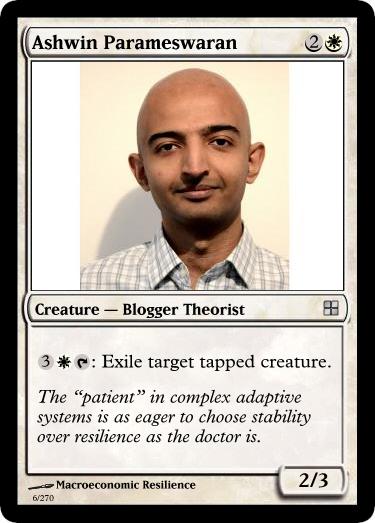 Ashwin Parameswaran 2
Creature — Blogger Theorist
3 : Exile target tapped creature.
The “patient” in complex adaptive
systems is as eager to choose stability
over resilience as the doctor is.
Macroeconomic Resilience
2/3
6/270